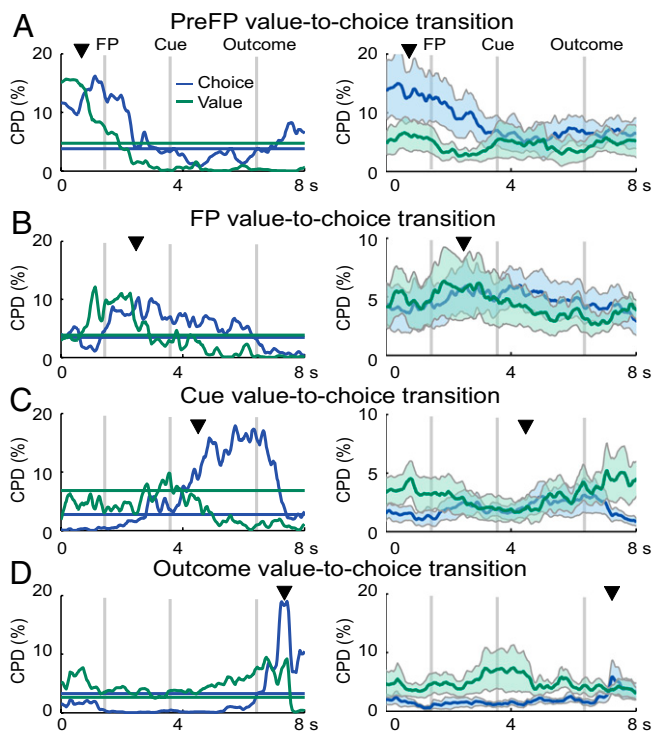 A PreFP value-to-choice transition
FP Cue Outcome FP Cue Outcome
20 20
CPD (%) Choice CPD (%)
10 Value 10
0 0
0 4 8 s 0 4 8 s
B FP value-to-choice transition
20 10
CPD (%) CPD (%)
10 5
0 0
0 4 8 s 0 4 8 s
C Cue value-to-choice transition
20 10
CPD (%) CPD (%)
10 5
0 0
0 4 8 s 0 4 8 s
D Outcome value-to-choice transition
20 20
CPD (%) CPD (%)
10 10
0 0
0 4 8 s 0 4 8 s